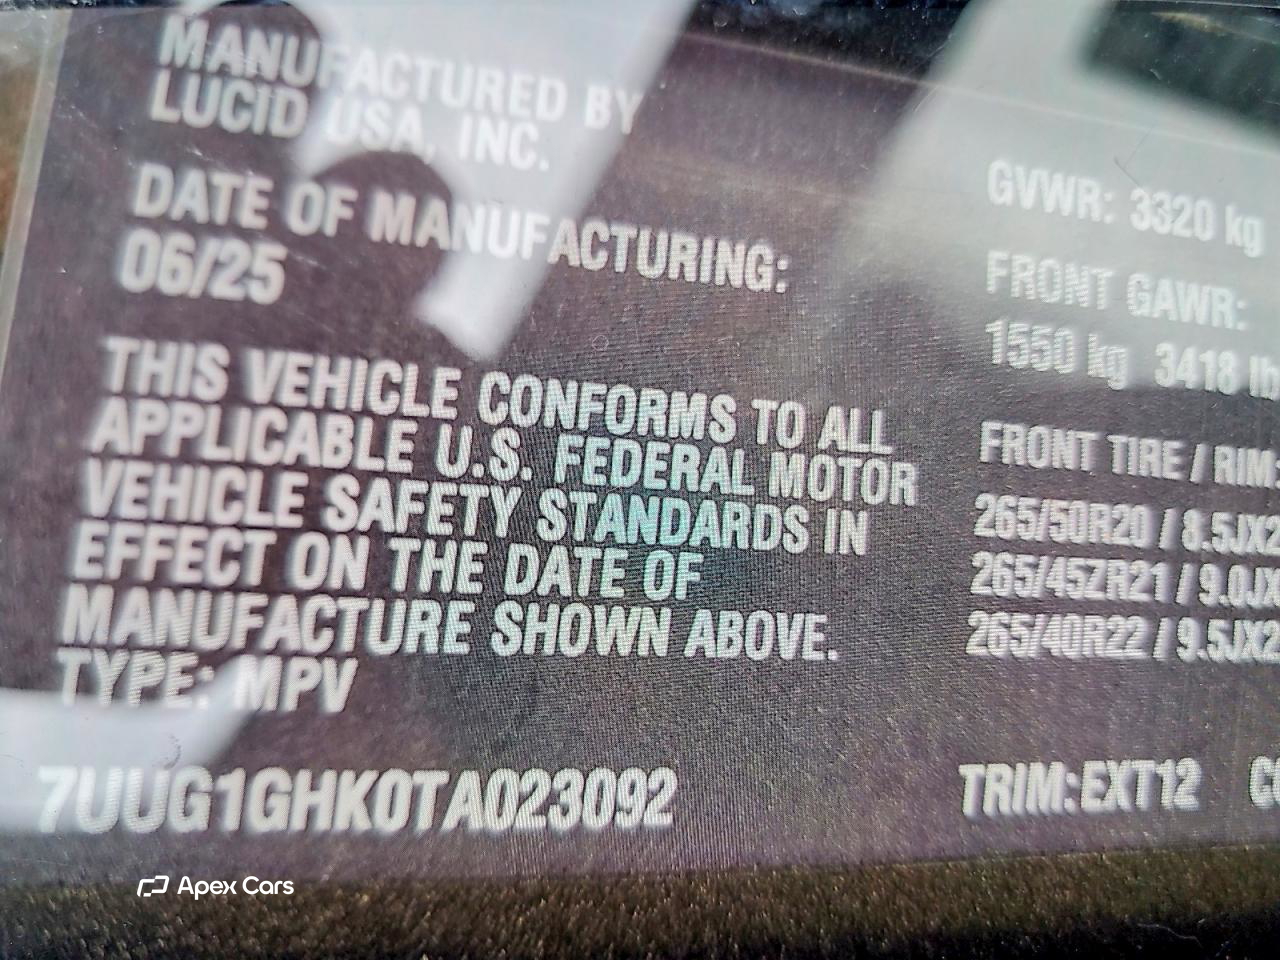 MANUFACTURED BY
LUCID USA, INC.
DATE OF MANUFACTURING:
06/25
THIS VEHICLE CONFORMS TO ALL
APPLICABLE U.S. FEDERAL MOTOR
VEHICLE SAFETY STANDARDS IN
EFFECT ON THE DATE OF
MANUFACTURE SHOWN ABOVE.
TYPE: MPV
7UUG1GHK0TA023092
GVWR: 3320 kg
FRONT GAWR:
1550 kg 3418 lb
FRONT TIRE / RIM:
265/50R20 / 8.5JX2
265/45ZR21 / 9.0JX
265/40R22 / 9.5JX2
TRIM:EXT12
Apex Cars